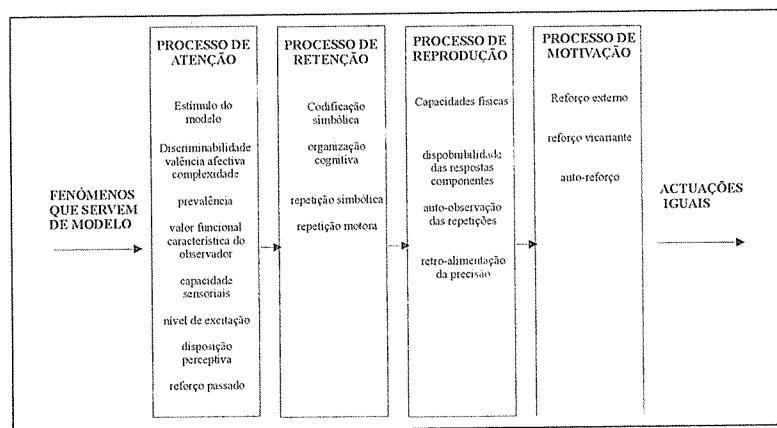 FENÓMENOS
QUE SERVEM
DE MODELO
PROCESSO DE
ATENÇÃO
Estímulo do
modelo
Discriminabilidade
valência afectiva
complexidade
prevalência
valor funcional
característica do
observador
capacidade
sensoriais
nível de excitação
disposição
perceptiva
reforço passado
PROCESSO DE
RETENÇÃO
Codificação
simbólica
organização
cognitiva
repetição simbólica
repetição motora
PROCESSO DE
REPRODUÇÃO
Capacidades físicas
dispobnibilidade
das respostas
componentes
auto-observação
das repetições
retro-alimentação
da precisão
PROCESSO DE
MOTIVAÇÃO
Reforço externo
reforço vicariante
auto-reforço
ACTUAÇÕES
IGUAIS